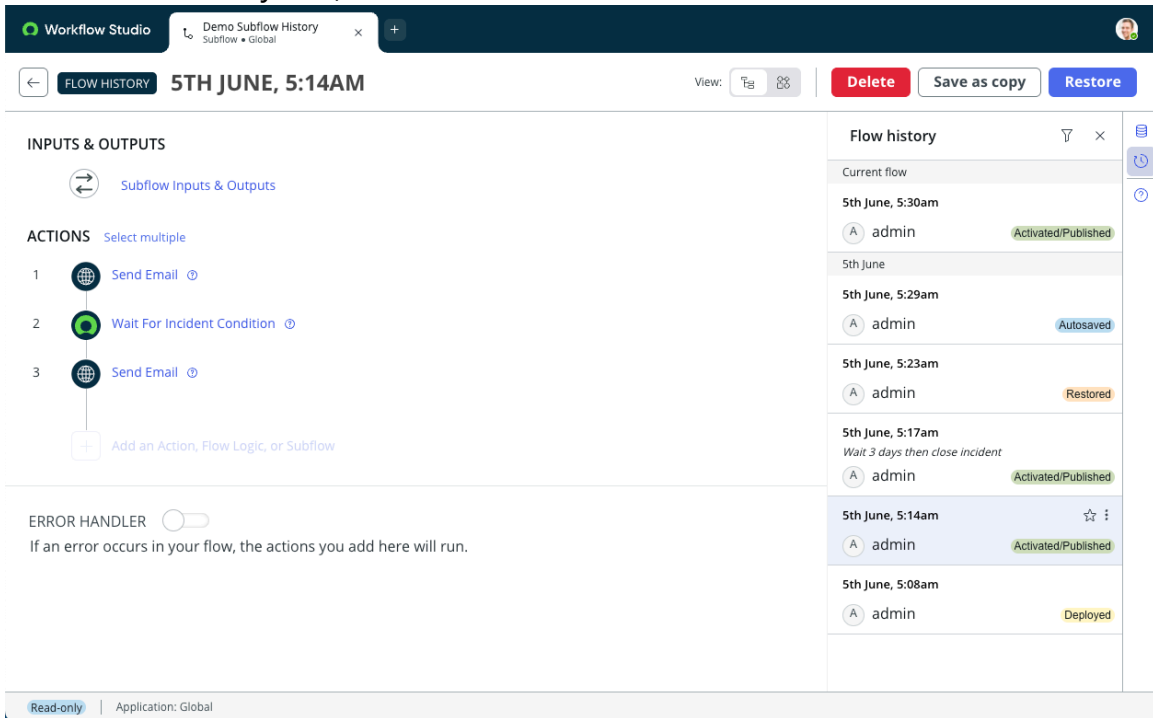 Workflow Studio
Demo Subflow History
Subflow • Global
FLOW HISTORY
5TH JUNE, 5:14AM
View:
Delete
Save as copy
Restore
INPUTS & OUTPUTS
Subflow Inputs & Outputs
ACTIONS Select multiple
1 Send Email
2 Wait For Incident Condition
3 Send Email
Add an Action, Flow Logic, or Subflow
ERROR HANDLER
If an error occurs in your flow, the actions you add here will run.
Flow history
Current flow
5th June, 5:30am
A admin Activated/Published
5th June
5th June, 5:29am
A admin Autosaved
5th June, 5:23am
A admin Restored
5th June, 5:17am
Wait 3 days then close incident
A admin Activated/Published
5th June, 5:14am
A admin Activated/Published
5th June, 5:08am
A admin Deployed
Read-only | Application: Global